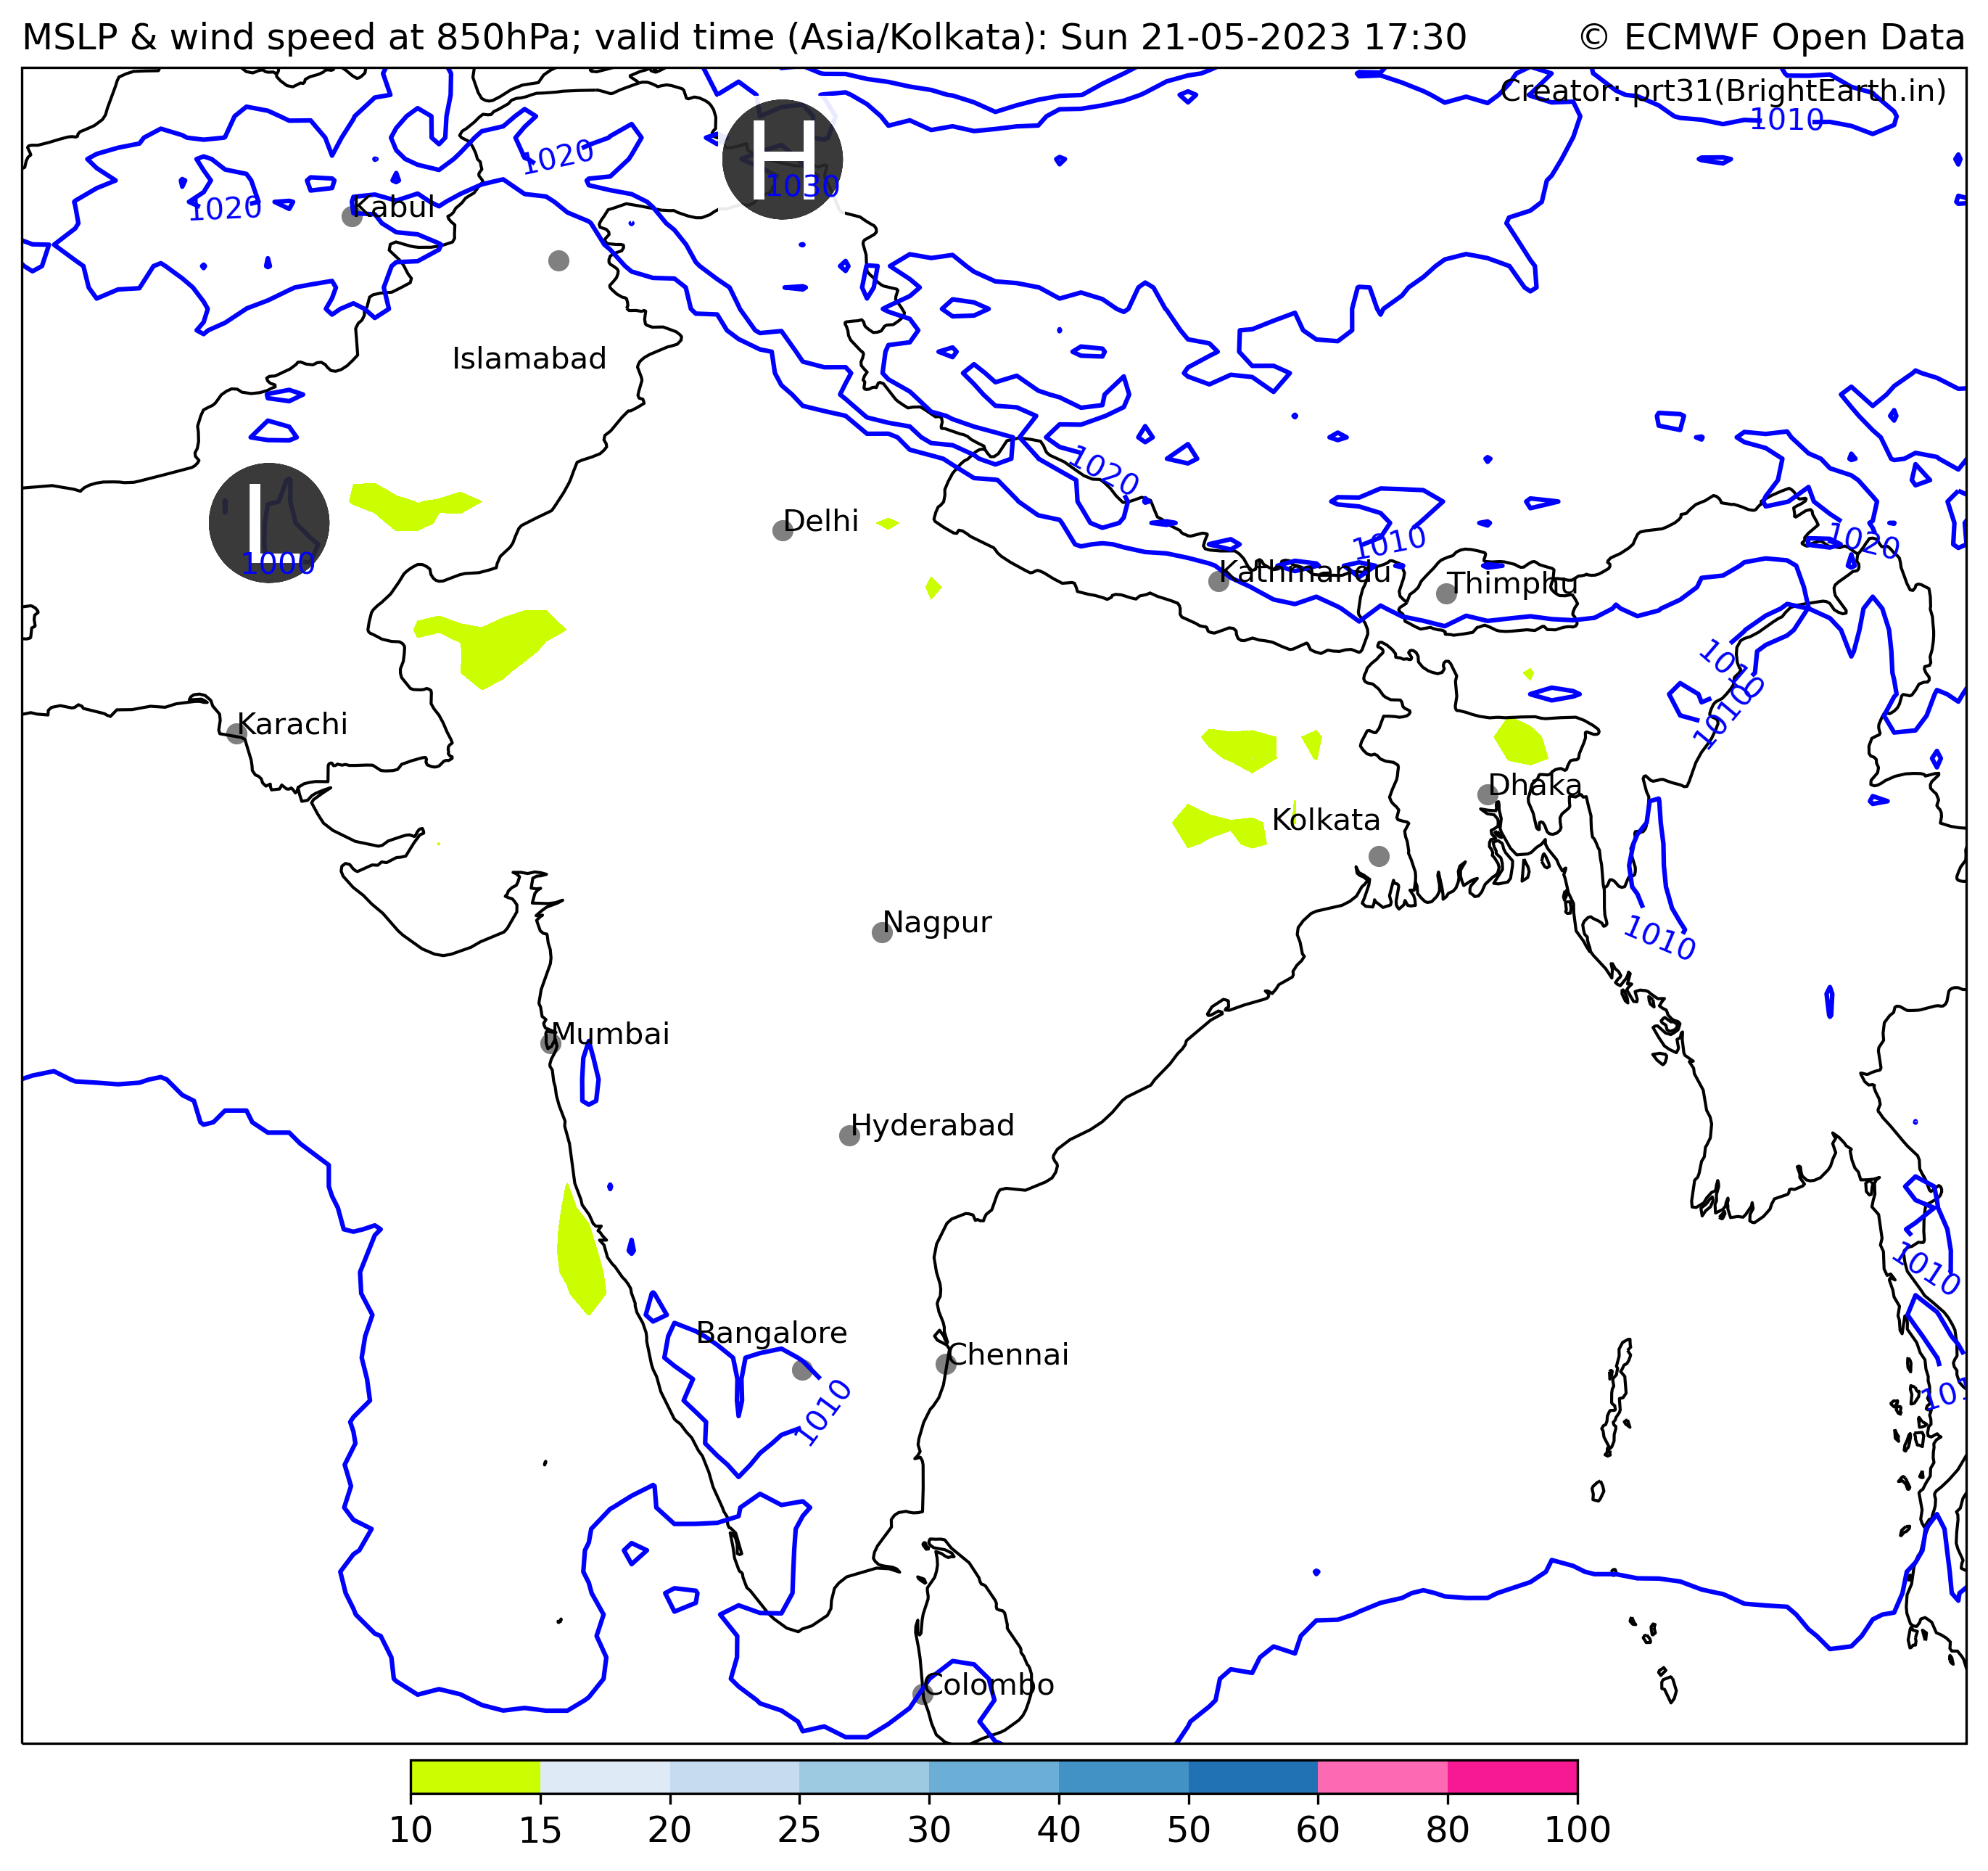 MSLP & wind speed at 850hPa; valid time (Asia/Kolkata): Sun 21-05-2023 17:30
© ECMWF Open Data
Creator: prt31(BrightEarth.in)
1010
1020
H
1030
1020
Kabul
Islamabad
1020
L
1000
Delhi
1010
1020
Kathmandu
Thimphu
1010
1010
Karachi
Dhaka
Kolkata
Nagpur
1010
Mumbai
Hyderabad
1010
Bangalore
Chennai
1010
101
Colombo
10 15 20 25 30 40 50 60 80 100